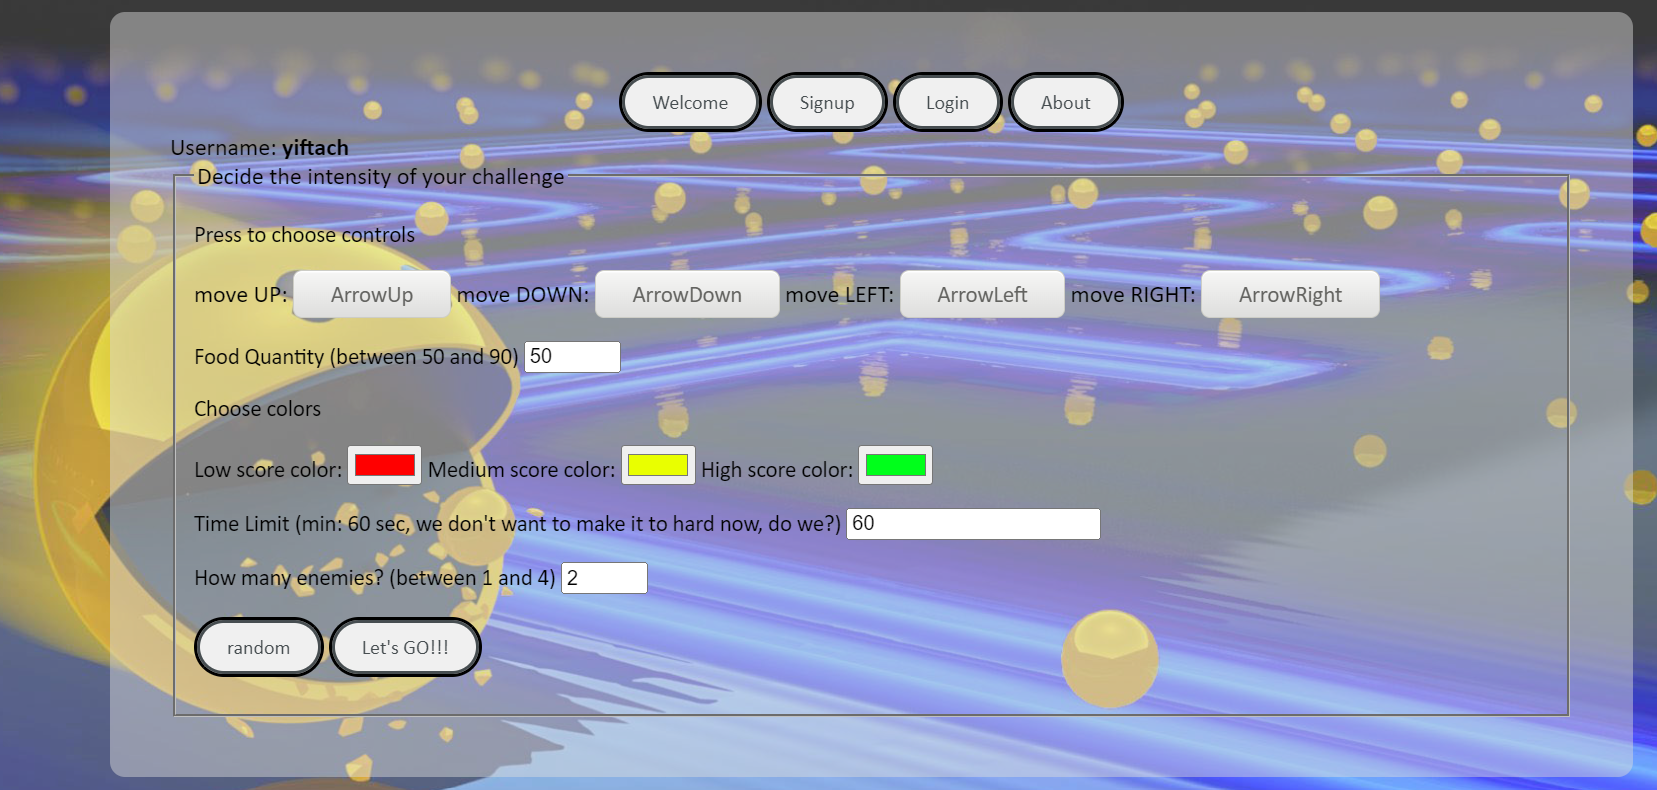 Welcome Signup Login About
Username: yiftach
Decide the intensity of your challenge
Press to choose controls
move UP: ArrowUp move DOWN: ArrowDown move LEFT: ArrowLeft move RIGHT: ArrowRight
Food Quantity (between 50 and 90) 50
Choose colors
Low score color: Medium score color: High score color:
Time Limit (min: 60 sec, we don't want to make it to hard now, do we?) 60
How many enemies? (between 1 and 4) 2
random Let's GO!!!